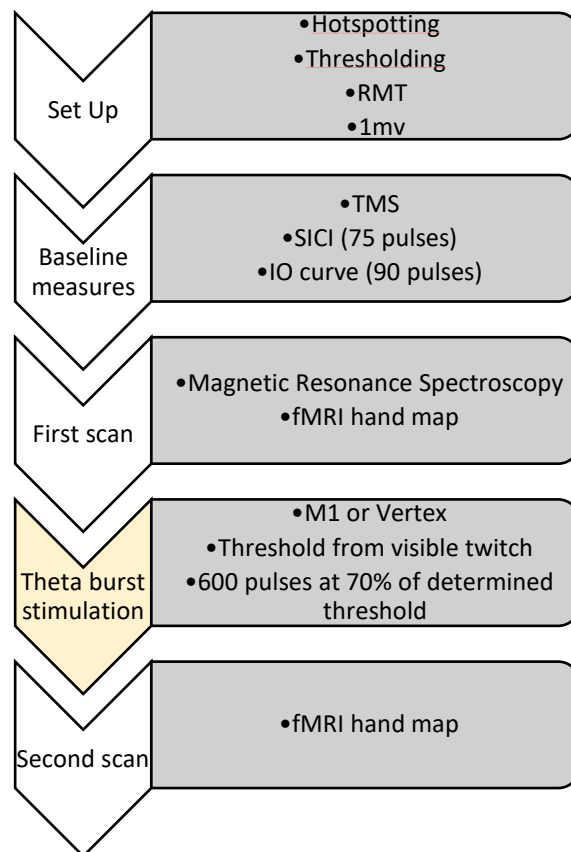 Set Up
•Hotspotting
•Thresholding
•RMT
•1mv
Baseline
measures
•TMS
•SICI (75 pulses)
•IO curve (90 pulses)
First scan
•Magnetic Resonance Spectroscopy
•fMRI hand map
Theta burst
stimulation
•M1 or Vertex
•Threshold from visible twitch
•600 pulses at 70% of determined
threshold
Second scan
•fMRI hand map